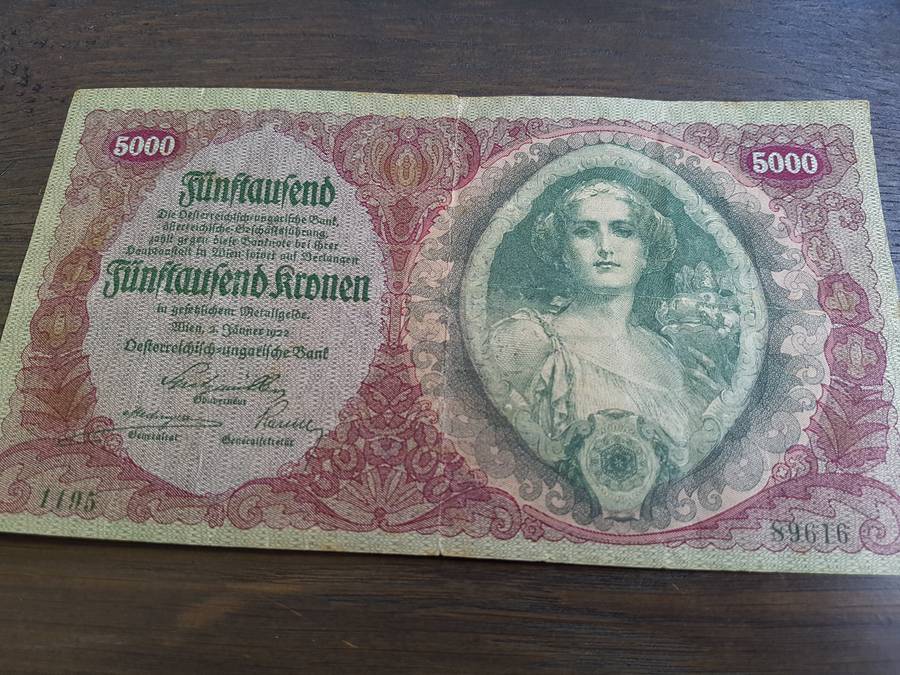 5000
5000
Fünftausend
Die Oesterreichisch-ungarische Bank,
österreichische Geschäftsführung,
zahlt gegen diese Banknote bei ihrer
Hauptanstalt in Wien sofort auf Verlangen
Fünftausend Kronen
in gesetzlichem Metallgelde.
Wien, 2. Jänner 1922
Oesterreichisch-ungarische Bank
Gouverneur
Generalrat
Generalsekretär
1195
89616